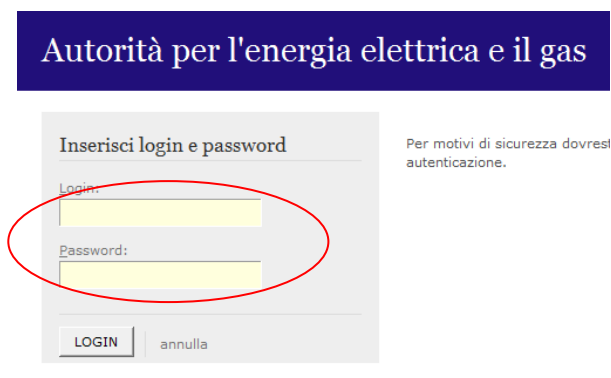 Autorità per l'energia elettrica e il gas
Inserisci login e password
Per motivi di sicurezza dovrest
autenticazione.
Login:
Password:
LOGIN
annulla